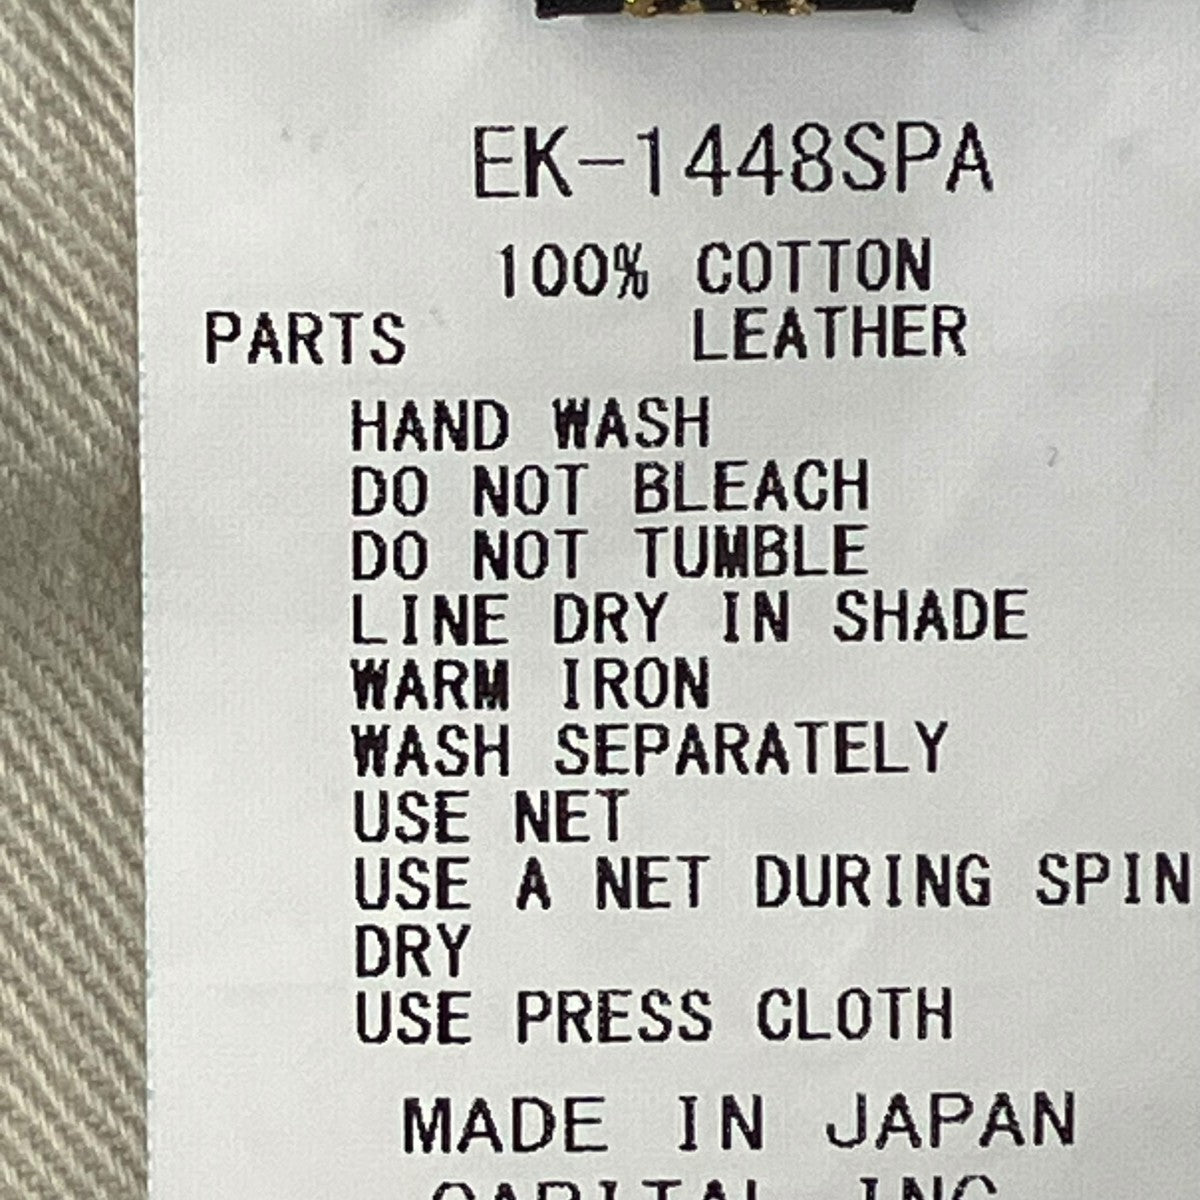 EK-1448SPA
100% COTTON
PARTS LEATHER
HAND WASH
DO NOT BLEACH
DO NOT TUMBLE
LINE DRY IN SHADE
WARM IRON
WASH SEPARATELY
USE NET
USE A NET DURING SPIN
DRY
USE PRESS CLOTH
MADE IN JAPAN